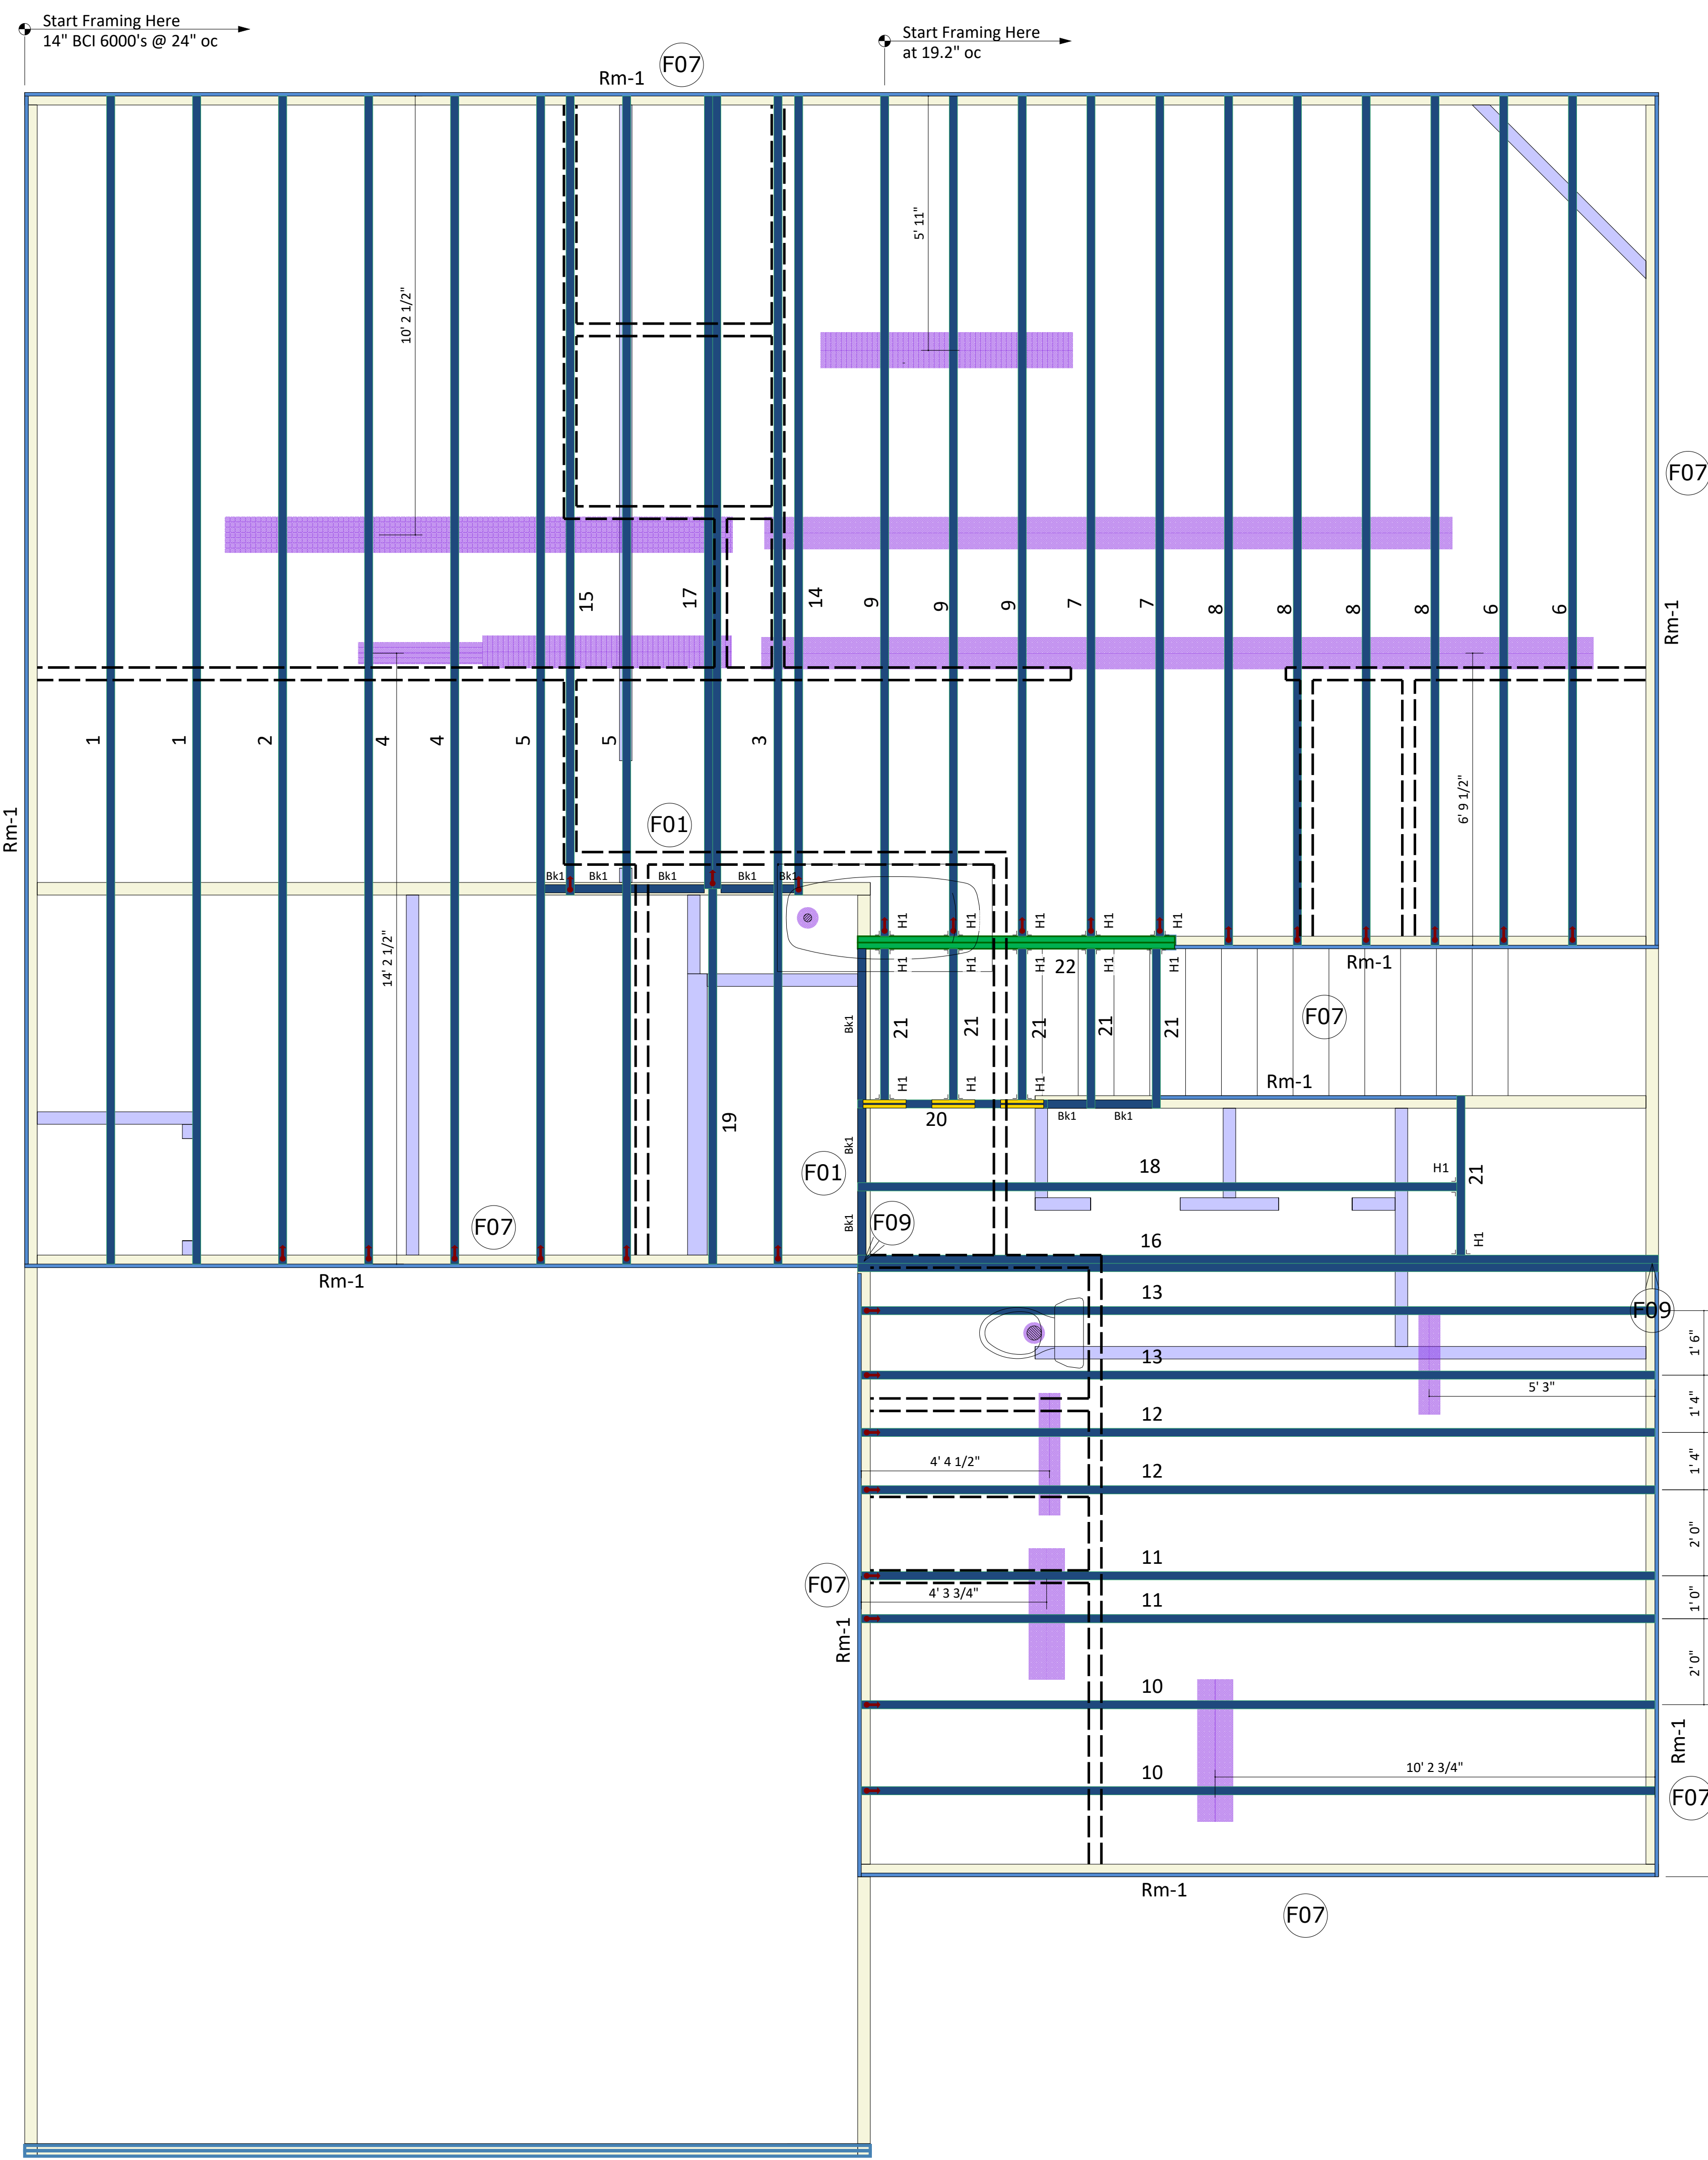 Start Framing Here
14" BCI 6000's @ 24" oc
Start Framing Here
at 19.2" oc
F07
Rm-1
5' 11"
10' 2 1/2"
F07
15
17
14
9
9
9
7
7
8
8
8
8
6
6
Rm-1
1
1
2
4
4
5
5
3
6' 9 1/2"
Rm-1
F01
Bk1
Bk1
Bk1
Bk1
Bk1
H1
H1
H1
H1
H1
14' 2 1/2"
H1
H1
H1
H1
H1
22
Rm-1
Bk1
21
21
21
21
21
F07
H1
H1
H1
Rm-1
20
Bk1
Bk1
19
Bk1
F01
18
H1
21
F07
Bk1
F09
16
H1
Rm-1
13
F09
13
1' 6"
5' 3"
12
1' 4"
4' 4 1/2"
12
1' 4"
2' 0"
11
F07
4' 3 3/4"
11
1' 0"
Rm-1
2' 0"
10
Rm-1
10
10' 2 3/4"
F07
Rm-1
F07